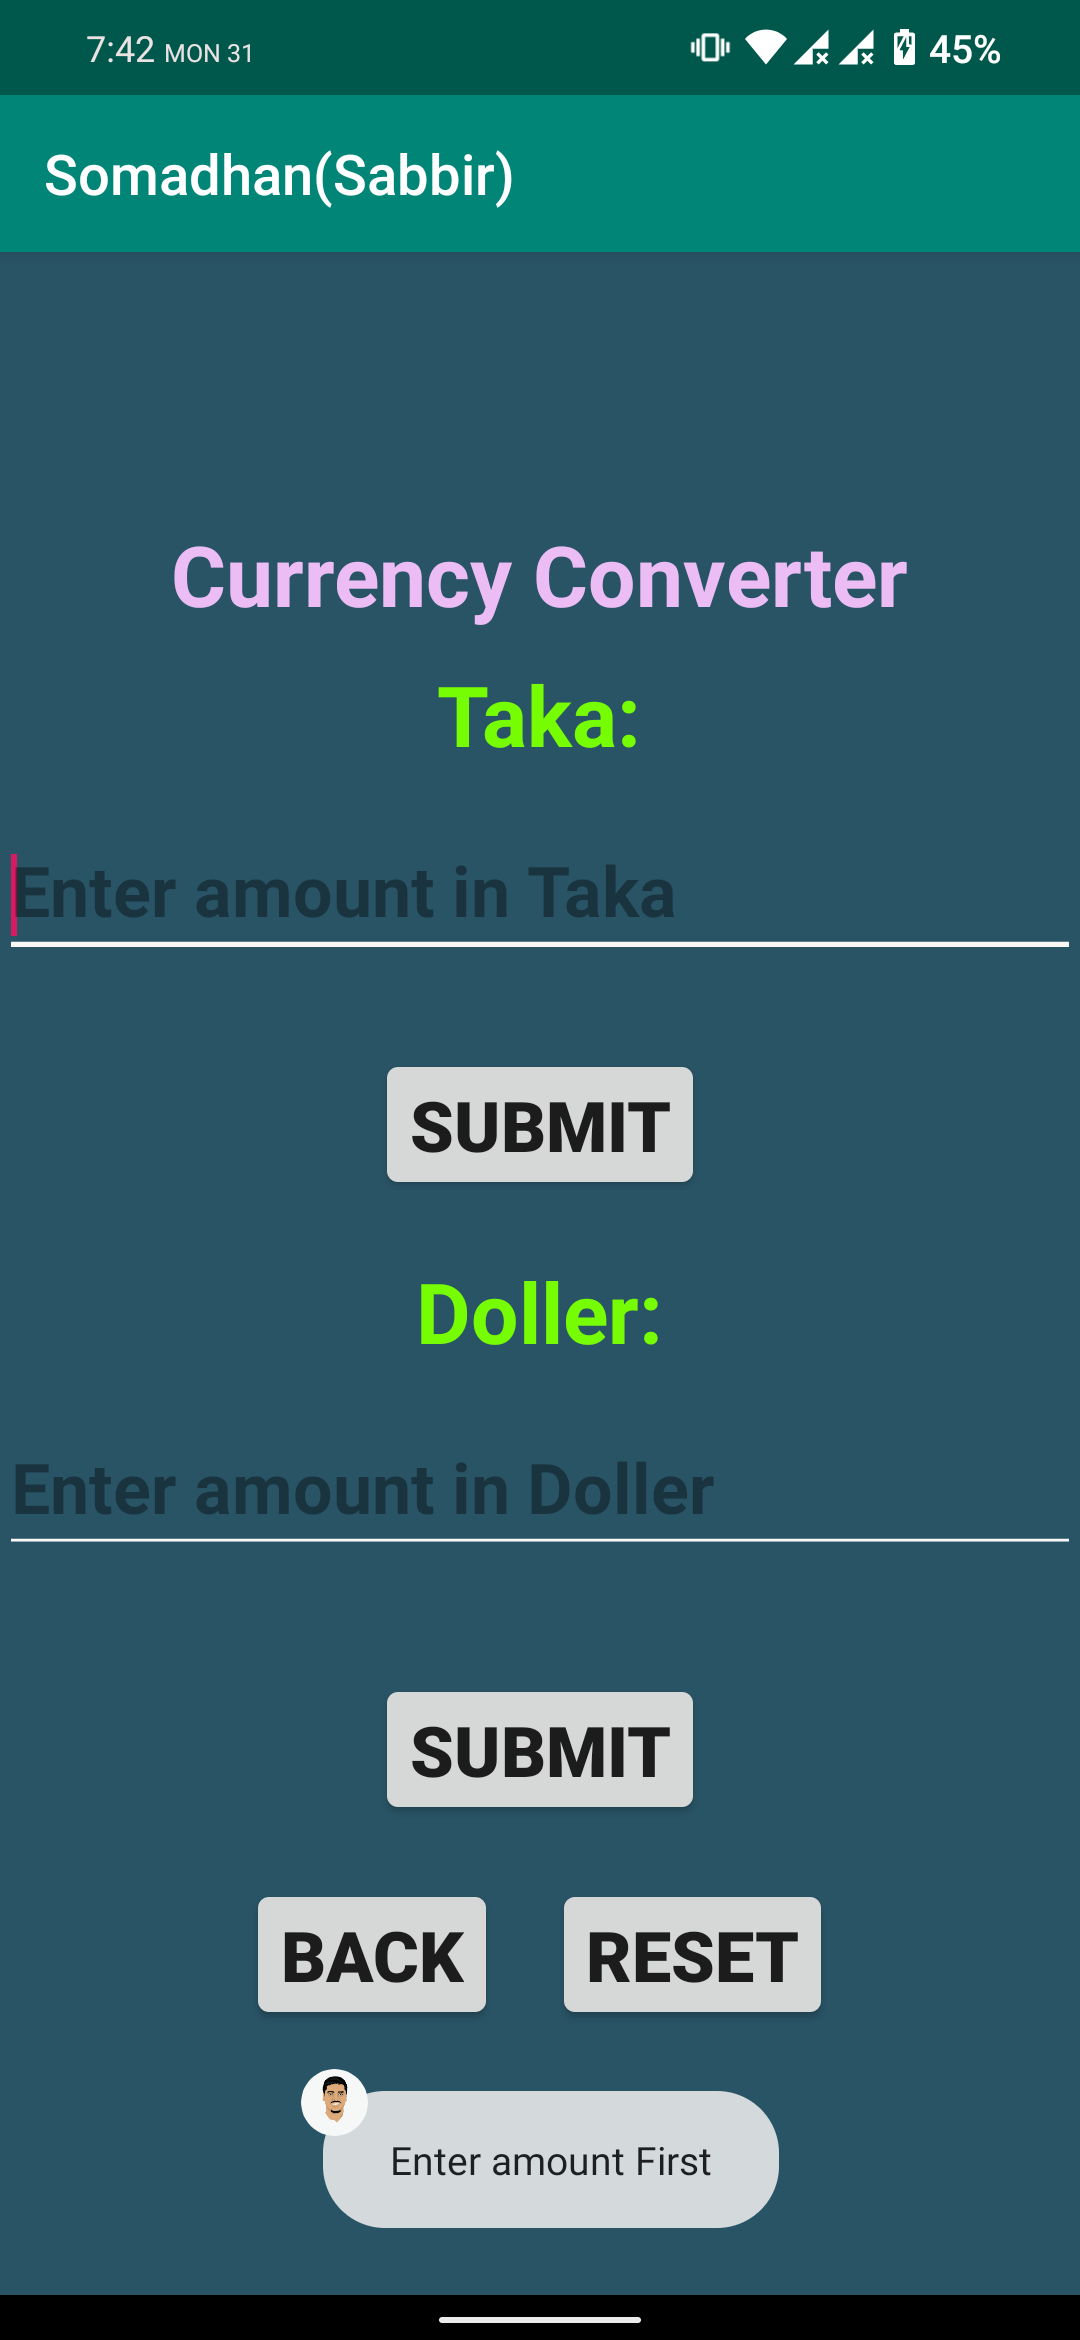 7:42 MON 31 45%
Somadhan(Sabbir)
Currency Converter
Taka:
Enter amount in Taka
SUBMIT
Doller:
Enter amount in Doller
SUBMIT
BACK RESET
Enter amount First